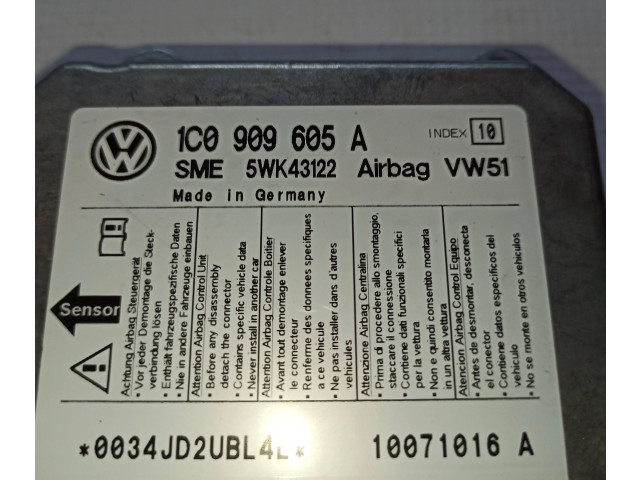 1C0 909 605 A INDEX 10
SME 5WK43122 Airbag VW51
Made in Germany
Sensor
Achtung Airbag Steuergerät
• Vor jeder Demontage die Steck-
verbindung lösen
• Enthält fahrzeugspezifische Daten
• Nie in andere Fahrzeuge einbauen
Attention Airbag Control Unit
• Before any disassembly
detach the connector
• Contains specific vehicle data
• Never install in another car
Attention Airbag Controle Boitier
• Avant tout demontage enlever
le connecteur
• Renferme des donnees specifiques
a ce vehicule
• Ne pas installer dans d'autres
vehicules
Attenzione Airbag Centralina
• Prima di procedere allo smontaggio,
staccare il connessione
• Contiene dati funzionali specifici
per la vettura
• Non e quindi consentito montarla
in un altra vettura
Atencion Airbag Control Equipo
• Antes de desmontar, desconecta
el conector
• Contiene datos especificos del
vehiculo
• No se monte en otros vehiculos
*0034JD2UBL4 * 10071016 A